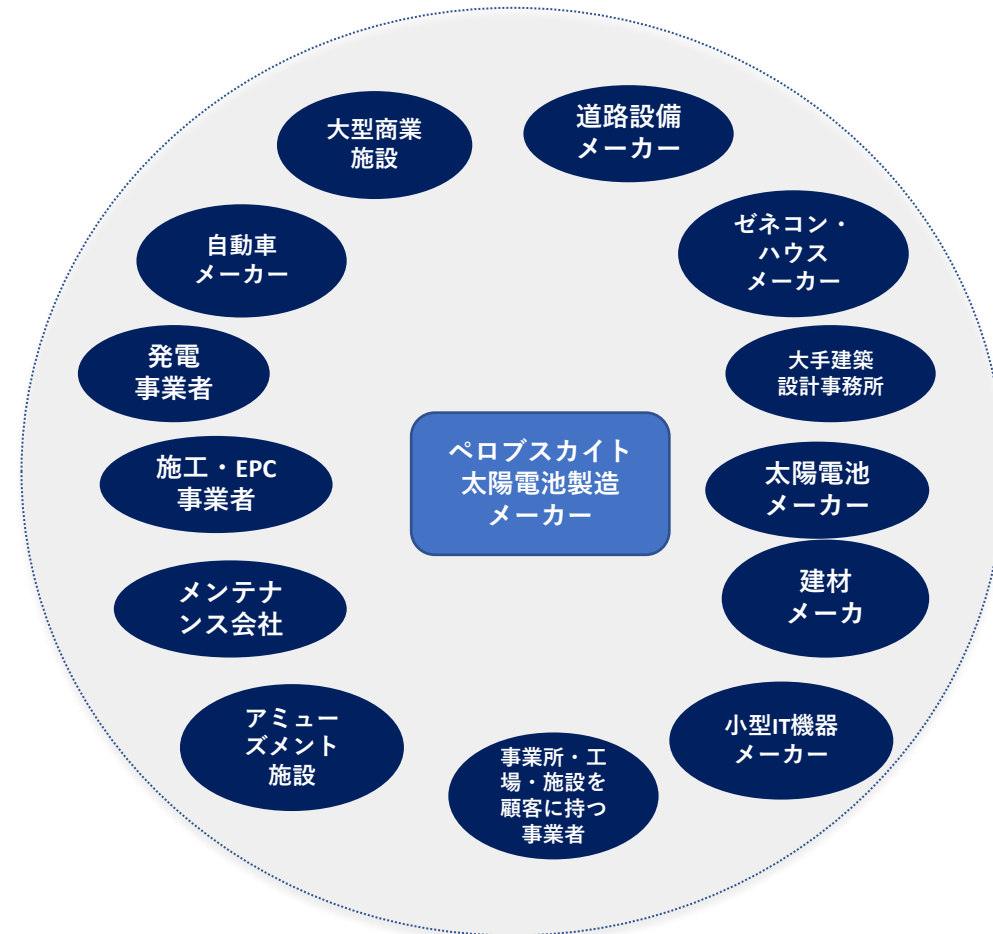 大型商業
施設
道路設備
メーカー
自動車
メーカー
ゼネコン・
ハウス
メーカー
発電
事業者
大手建築
設計事務所
ペロブスカイト
太陽電池製造
メーカー
施工・EPC
事業者
太陽電池
メーカー
メンテナ
ンス会社
建材
メーカ
アミュー
ズメント
施設
事業所・工
場・施設を
顧客に持つ
事業者
小型IT機器
メーカー